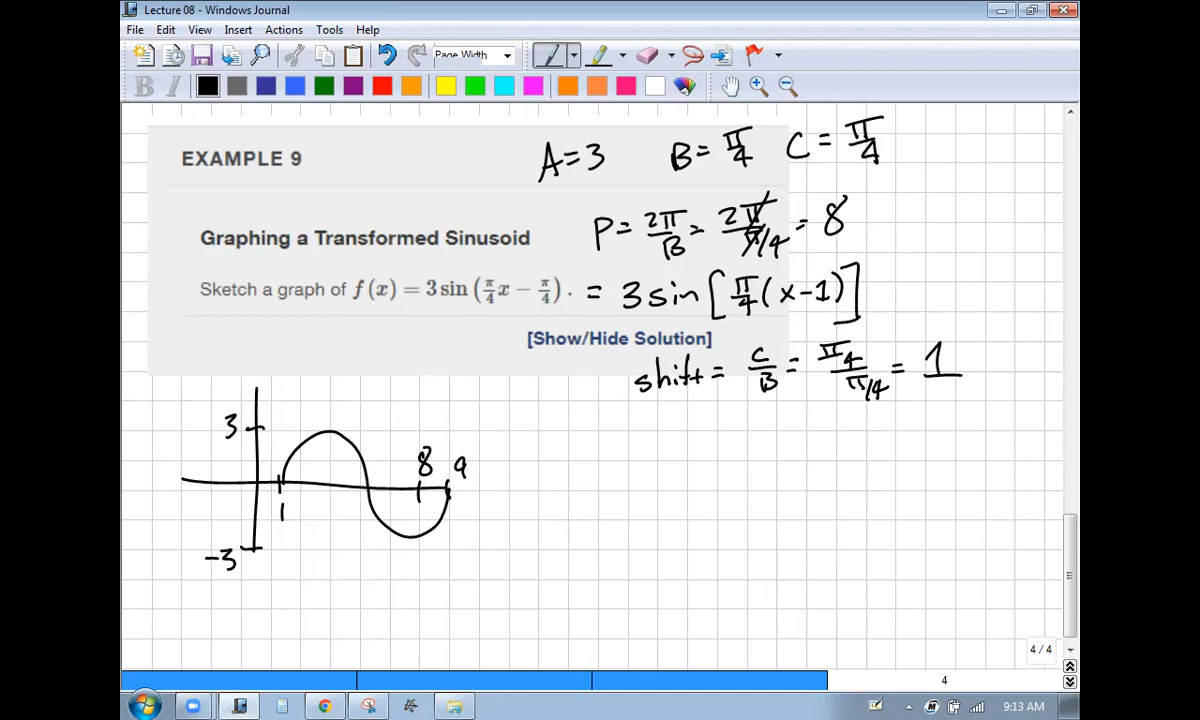 Lecture 08 - Windows Journal
File Edit View Insert Actions Tools Help
Page Width
B I
EXAMPLE 9
A=3 B= π/4 C= π/4
P= 2π/B = 2π/π/4 = 8
Graphing a Transformed Sinusoid
Sketch a graph of f (x) = 3 sin (π/4 x − π/4) . = 3 sin [π/4 (x-1)]
[Show/Hide Solution]
shift = C/B = π/4/π/4 = 1
3
8 9
1
-3
4 / 4
4
9:13 AM